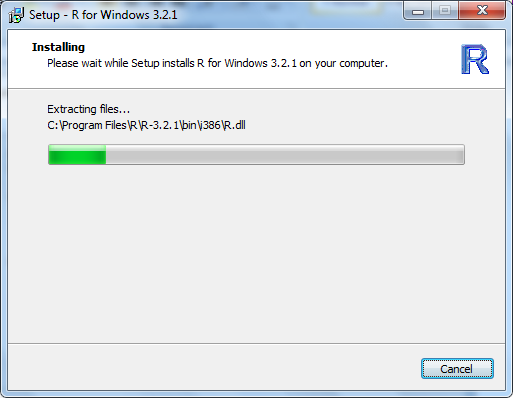 Setup - R for Windows 3.2.1
Installing
Please wait while Setup installs R for Windows 3.2.1 on your computer.
R
Extracting files...
C:\Program Files\R\R-3.2.1\bin\i386\R.dll
Cancel